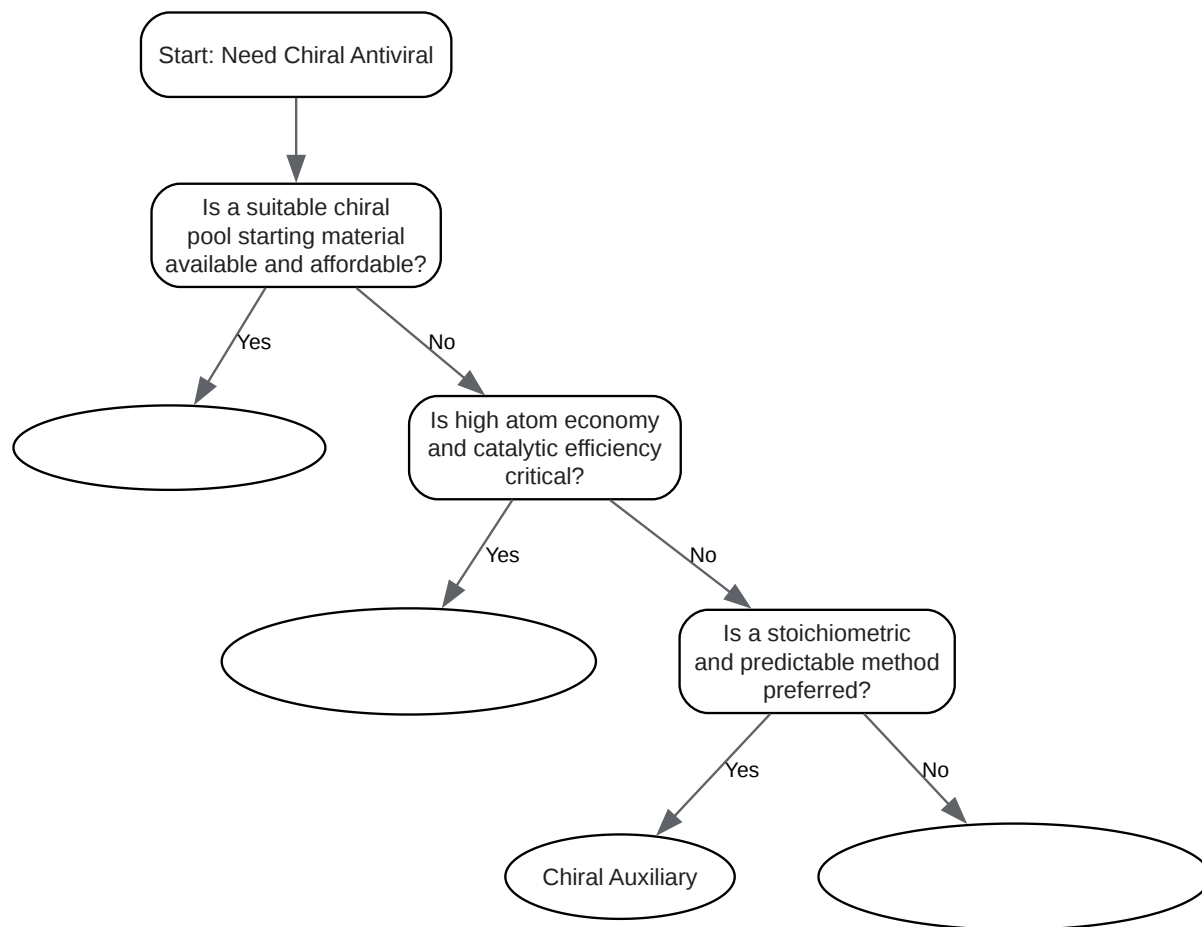 Start: Need Chiral Antiviral
Is a suitable chiral
pool starting material
available and affordable?
Yes
No
Is high atom economy
and catalytic efficiency
critical?
Yes
No
Is a stoichiometric
and predictable method
preferred?
Yes
No
Chiral Auxiliary